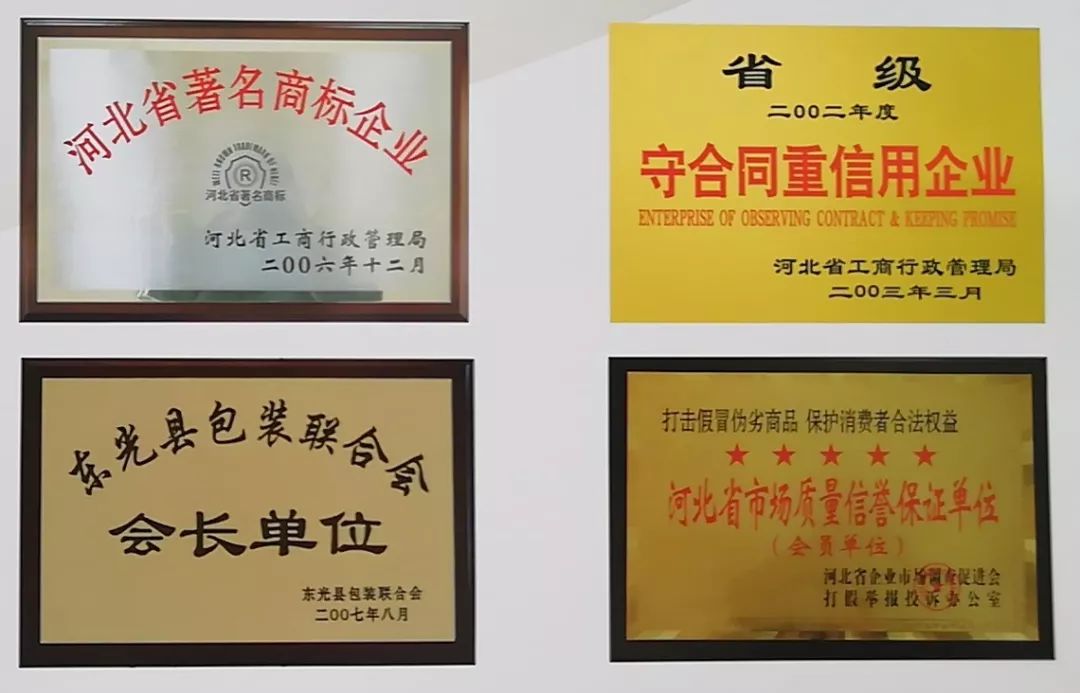 河北省著名商标企业
WELL KNOWN TRADEMARK OF HEBEI
R
河北省著名商标
河北省工商行政管理局
二00六年十二月
省 级
二00二年度
守合同重信用企业
ENTERPRISE OF OBSERVING CONTRACT & KEEPING PROMISE
河北省工商行政管理局
二00三年三月
东光县包装联合会
会长单位
东光县包装联合会
二00七年八月
打击假冒伪劣商品 保护消费者合法权益
河北省市场质量信誉保证单位
(会员单位)
河北省企业市场调查促进会
打假举报投诉办公室